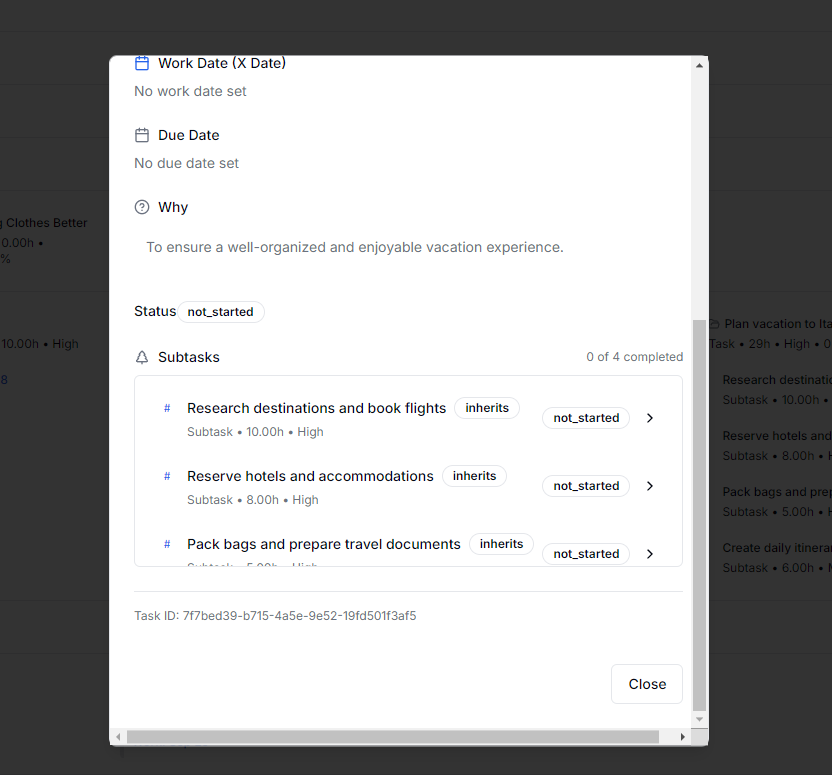 Work Date (X Date)
No work date set
Due Date
No due date set
Why
To ensure a well-organized and enjoyable vacation experience.
Status not_started
Subtasks 0 of 4 completed
# Research destinations and book flights inherits
Subtask • 10.00h • High
not_started
# Reserve hotels and accommodations inherits
Subtask • 8.00h • High
not_started
# Pack bags and prepare travel documents inherits
Subtask • 5.00h • High
not_started
Task ID: 7f7bed39-b715-4a5e-9e52-19fd501f3af5
Close
Clothes Better
0.00h •
%
10.00h • High
8
Plan vacation to Ita
Task • 29h • High • 0
Research destinatio
Subtask • 10.00h •
Reserve hotels and
Subtask • 8.00h •
Pack bags and prep
Subtask • 5.00h •
Create daily itinera
Subtask • 6.00h •